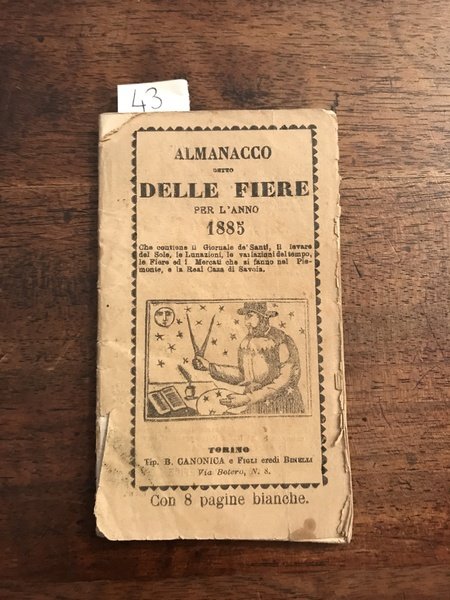 43
ALMANACCO
DETTO
DELLE FIERE
PER L'ANNO
1885
Che contiene il Giornale de' Santi, il levare
del Sole, le Lunazioni, le variazioni del tempo,
le Fiere ed i Mercati che si fanno nel Pie-
monte, e la Real Casa di Savoia.
TORINO
Tip. B. CANONICA e FIGLI eredi BINELLI
Via Botero, N. 8.
Con 8 pagine bianche.